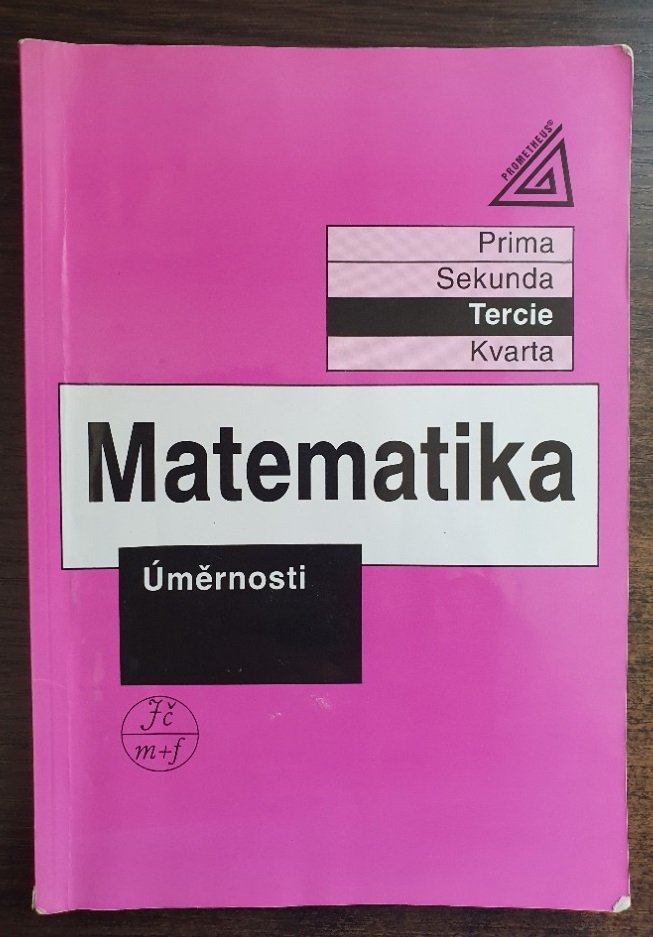 PROMETHEUS®
Prima
Sekunda
Tercie
Kvarta
Matematika
Úměrnosti
Jč
m+f